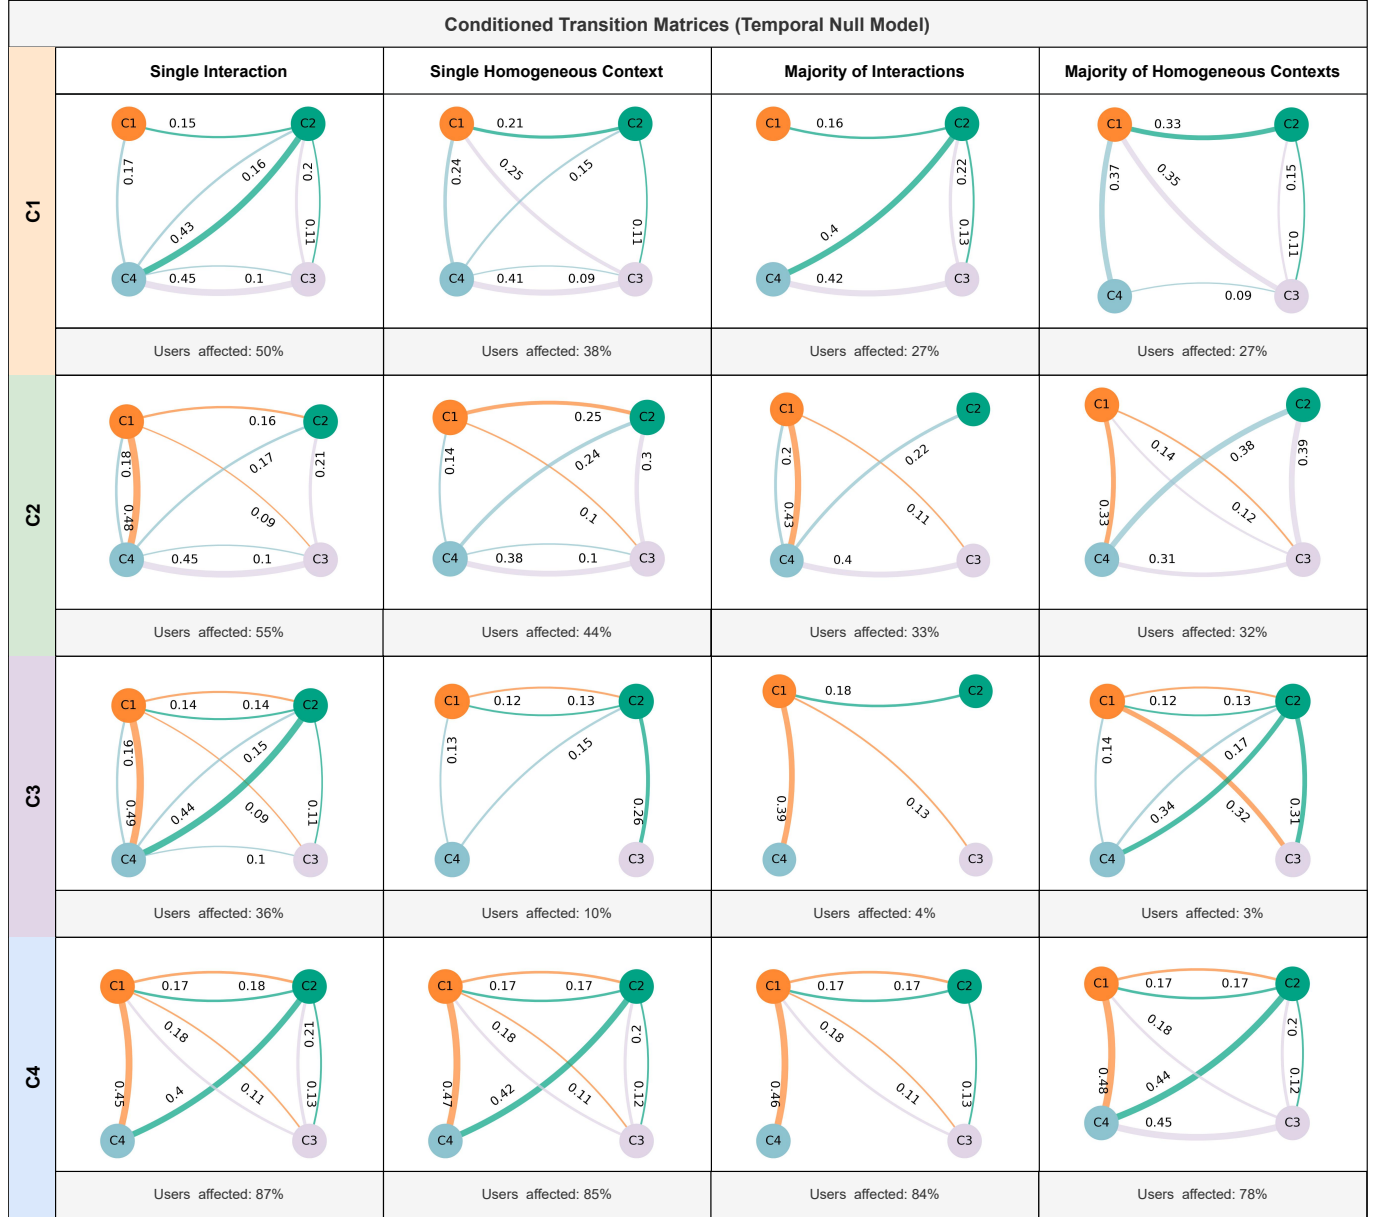 Conditioned Transition Matrices (Temporal Null Model)
Single Interaction
Single Homogeneous Context
Majority of Interactions
Majority of Homogeneous Contexts
C1
C1 0.15 C2
0.17 0.16 0.2
0.43 0.11
C4 0.45 0.1 C3
C1 0.21 C2
0.24 0.25 0.15
0.11
C4 0.41 0.09 C3
C1 0.16 C2
0.22
0.4 0.13
C4 0.42 C3
C1 0.33 C2
0.37 0.35 0.15
0.11
C4 0.09 C3
Users affected: 50%
Users affected: 38%
Users affected: 27%
Users affected: 27%
C2
C1 0.16 C2
0.18 0.17 0.21
0.48 0.09
C4 0.45 0.1 C3
C1 0.25 C2
0.14 0.24 0.3
0.1
C4 0.38 0.1 C3
C1 C2
0.2 0.22
0.43 0.11
C4 0.4 C3
C1 C2
0.14 0.38 0.39
0.33 0.12
C4 0.31 C3
Users affected: 55%
Users affected: 44%
Users affected: 33%
Users affected: 32%
C3
C1 0.14 0.14 C2
0.16 0.15
0.49 0.44 0.09 0.11
C4 0.1 C3
C1 0.12 0.13 C2
0.13 0.15
0.26
C4 C3
C1 0.18 C2
0.39 0.13
C4 C3
C1 0.12 0.13 C2
0.14 0.17
0.34 0.32 0.31
C4 C3
Users affected: 36%
Users affected: 10%
Users affected: 4%
Users affected: 3%
C4
C1 0.17 0.18 C2
0.18 0.21
0.45 0.4 0.11 0.13
C4 C3
C1 0.17 0.17 C2
0.18 0.2
0.47 0.42 0.11 0.12
C4 C3
C1 0.17 0.17 C2
0.18
0.46 0.11 0.13
C4 C3
C1 0.17 0.17 C2
0.18 0.2
0.48 0.44 0.12
C4 0.45 C3
Users affected: 87%
Users affected: 85%
Users affected: 84%
Users affected: 78%